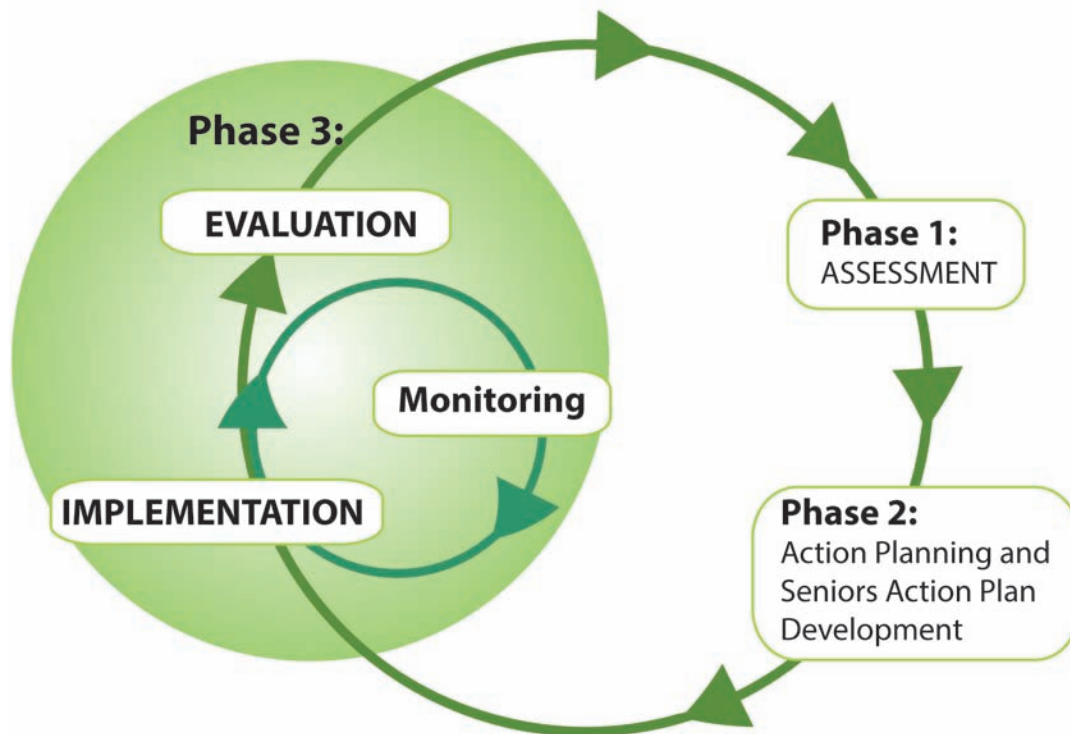 Phase 3:
EVALUATION
Monitoring
IMPLEMENTATION
Phase 1:
ASSESSMENT
Phase 2:
Action Planning and
Seniors Action Plan
Development